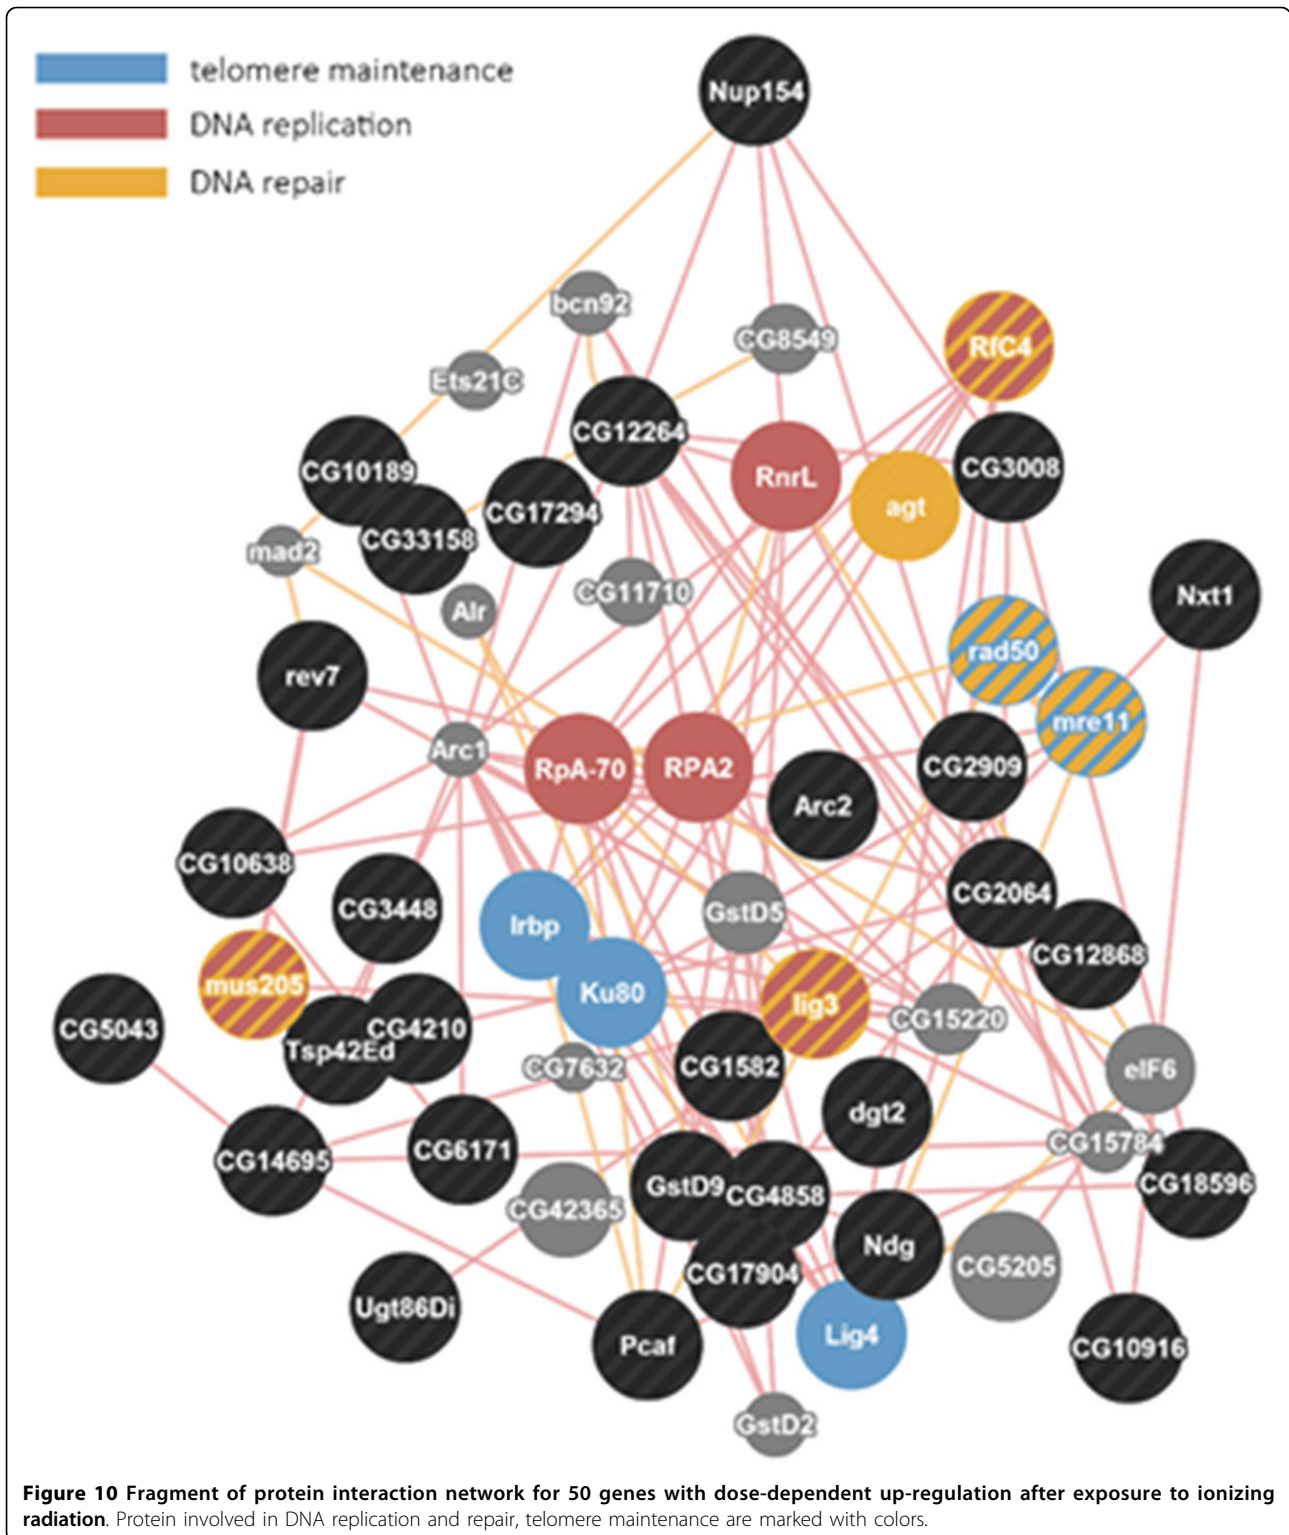 telomere maintenance
DNA replication
DNA repair
Nup154
bcn92
CG8549
RfC4
Ets21C
CG12264
CG10189
CG3008
RnrL
agt
CG17294
CG33158
mad2
CG11710
Nxt1
Alr
rad50
rev7
mre11
Arc1
RpA-70
RPA2
CG2909
Arc2
CG10638
CG3448
CG2064
Irbp
GstD5
CG12868
mus205
Ku80
lig3
CG15220
CG5043
CG4210
Tsp42Ed
CG7632
CG1582
eIF6
dgt2
CG15784
CG14695
CG6171
CG18596
GstD9
CG4858
CG42365
Ndg
CG5205
CG17904
Ugt86Di
Lig4
Pcaf
CG10916
GstD2
Figure 10 Fragment of protein interaction network for 50 genes with dose-dependent up-regulation after exposure to ionizing
radiation. Protein involved in DNA replication and repair, telomere maintenance are marked with colors.